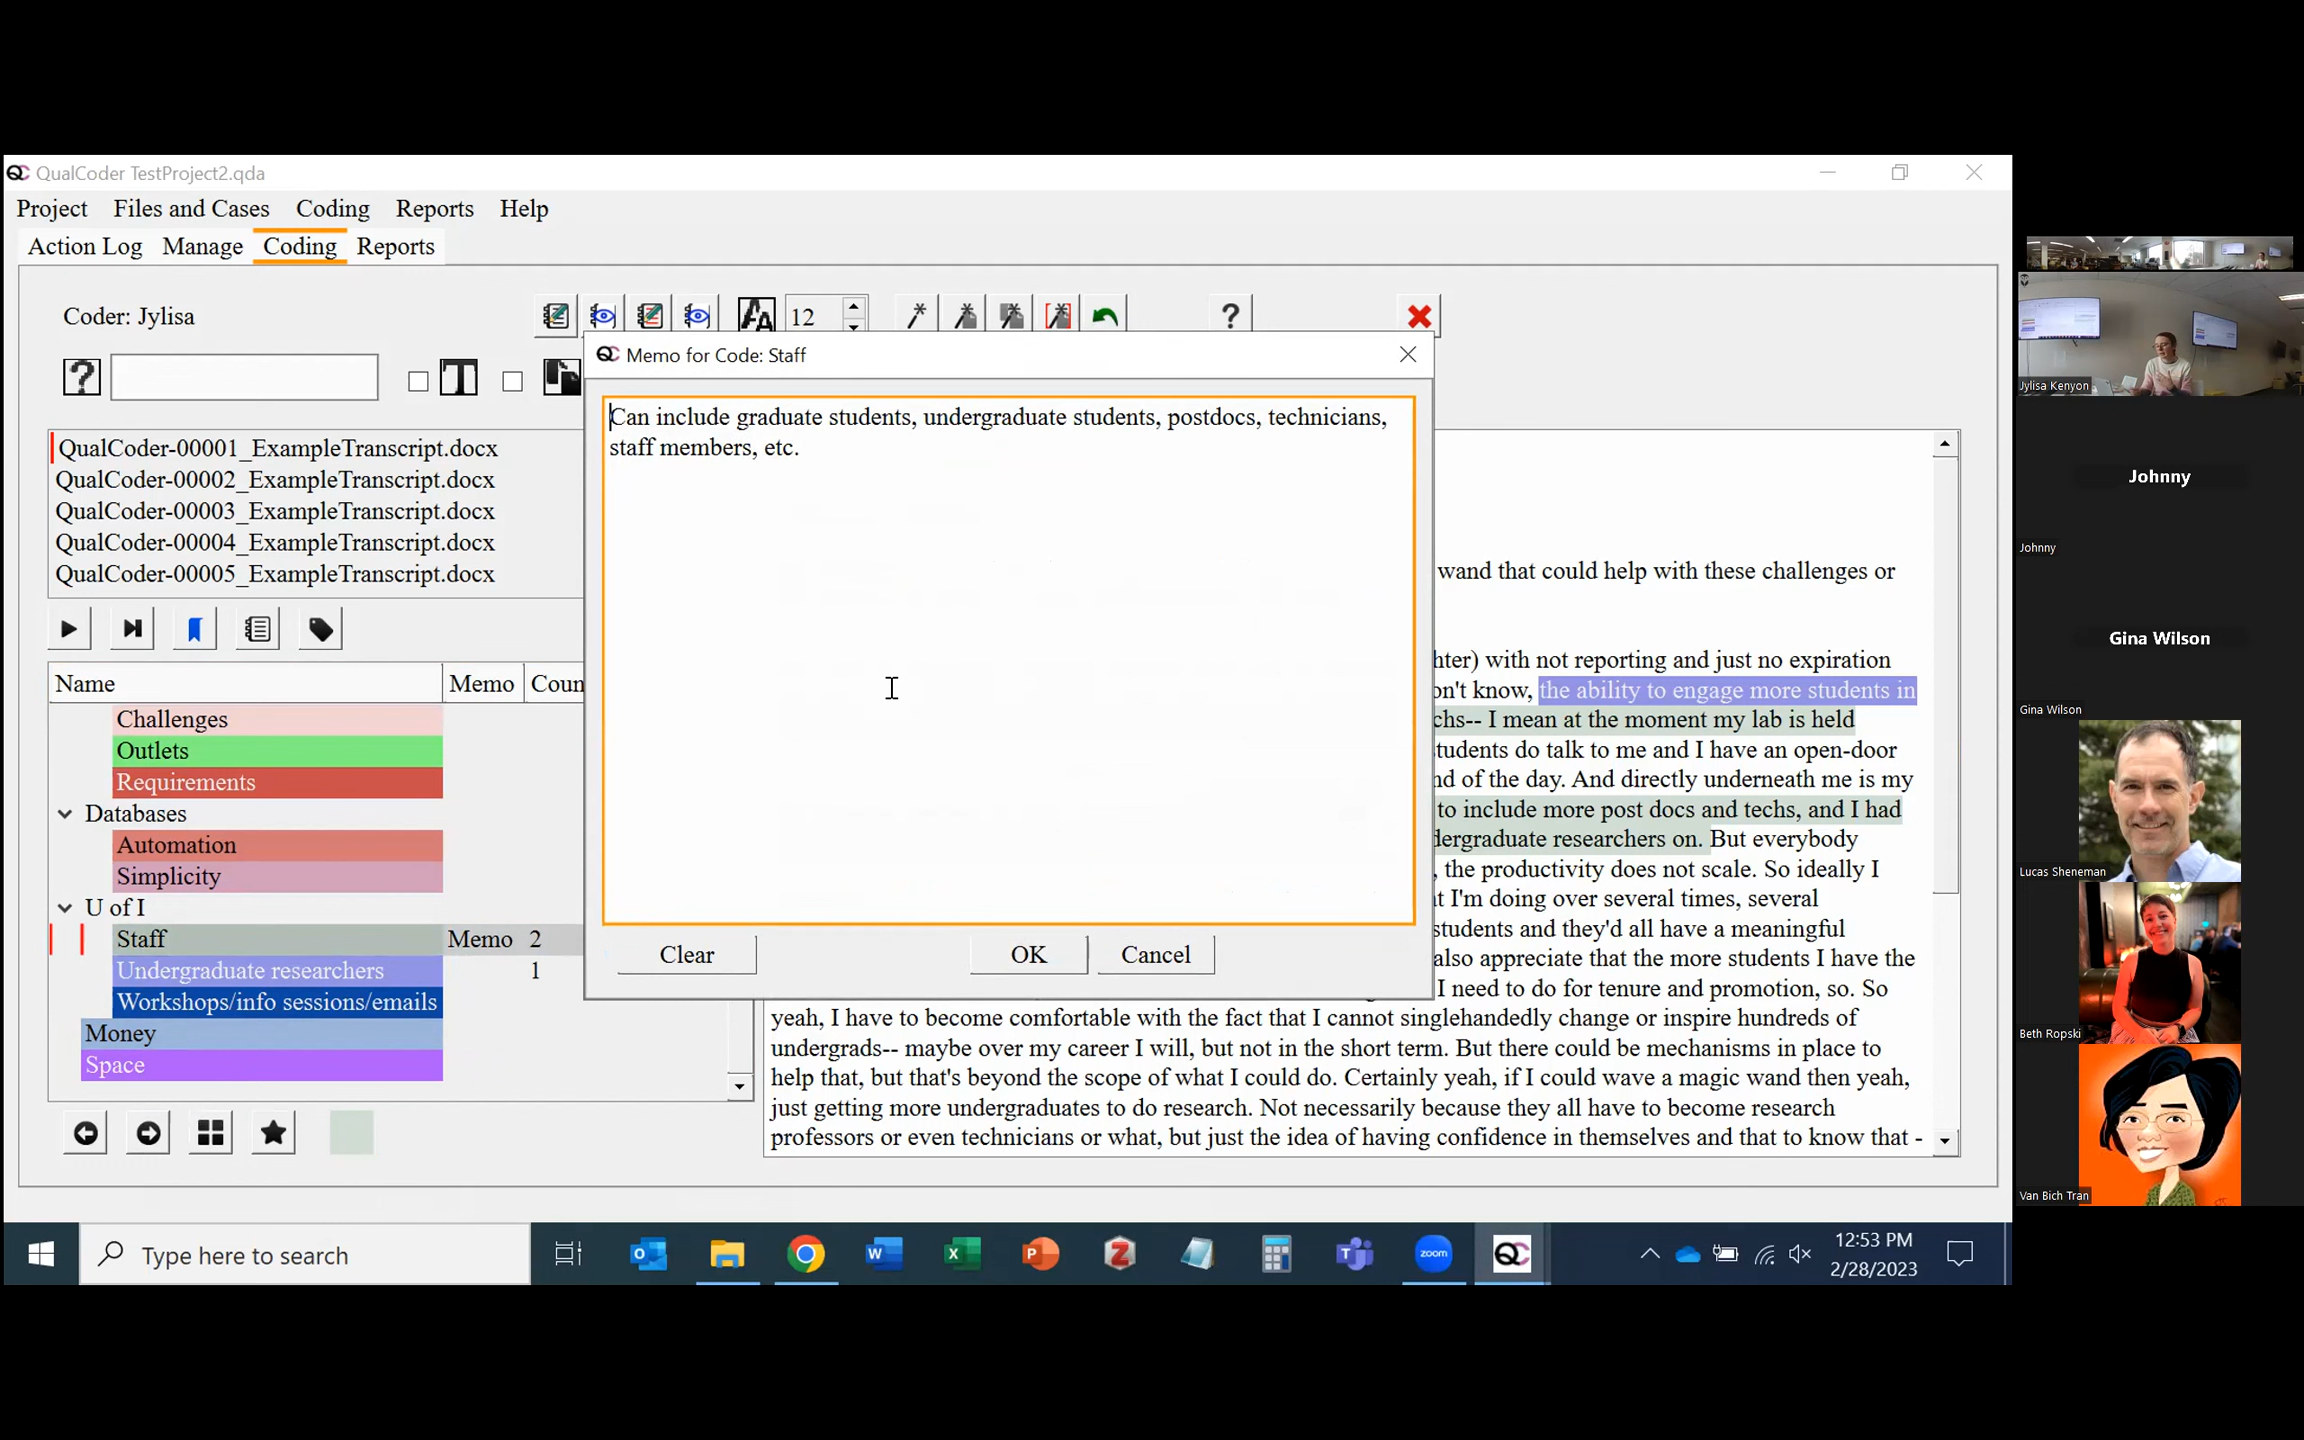 QualCoder TestProject2.qda
Project Files and Cases Coding Reports Help
Action Log Manage Coding Reports
Coder: Jylisa
12
?
?
T
Memo for Code: Staff
Can include graduate students, undergraduate students, postdocs, technicians,
staff members, etc.
Clear OK Cancel
QualCoder-00001_ExampleTranscript.docx
QualCoder-00002_ExampleTranscript.docx
QualCoder-00003_ExampleTranscript.docx
QualCoder-00004_ExampleTranscript.docx
QualCoder-00005_ExampleTranscript.docx
Name Memo Coun
Challenges
Outlets
Requirements
Databases
Automation
Simplicity
U of I
Staff Memo 2
Undergraduate researchers 1
Workshops/info sessions/emails
Money
Space
wand that could help with these challenges or
hter) with not reporting and just no expiration
on't know, the ability to engage more students in
chs-- I mean at the moment my lab is held
students do talk to me and I have an open-door
nd of the day. And directly underneath me is my
to include more post docs and techs, and I had
dergraduate researchers on. But everybody
, the productivity does not scale. So ideally I
t I'm doing over several times, several
students and they'd all have a meaningful
also appreciate that the more students I have the
I need to do for tenure and promotion, so. So
yeah, I have to become comfortable with the fact that I cannot singlehandedly change or inspire hundreds of
undergrads-- maybe over my career I will, but not in the short term. But there could be mechanisms in place to
help that, but that's beyond the scope of what I could do. Certainly yeah, if I could wave a magic wand then yeah,
just getting more undergraduates to do research. Not necessarily because they all have to become research
professors or even technicians or what, but just the idea of having confidence in themselves and that to know that -
Type here to search
zoom
12:53 PM
2/28/2023
Jylisa Kenyon
Johnny
Johnny
Gina Wilson
Gina Wilson
Lucas Sheneman
Beth Ropski
Van Bich Tran